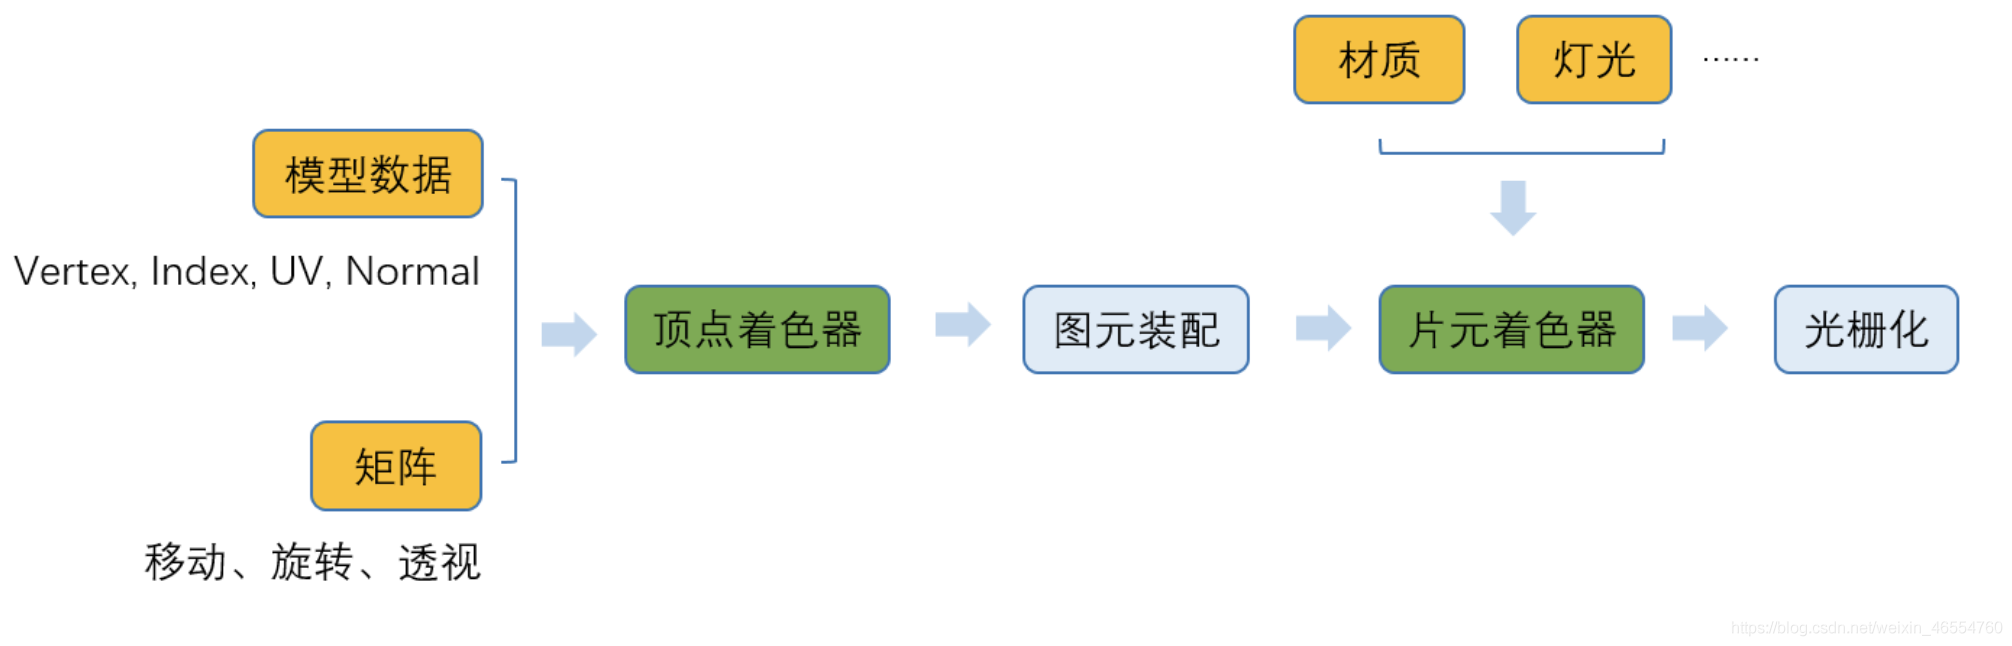 材质
灯光
······
模型数据
Vertex, Index, UV, Normal
顶点着色器
图元装配
片元着色器
光栅化
矩阵
移动、旋转、透视
https://blog.csdn.net/weixin_46554760